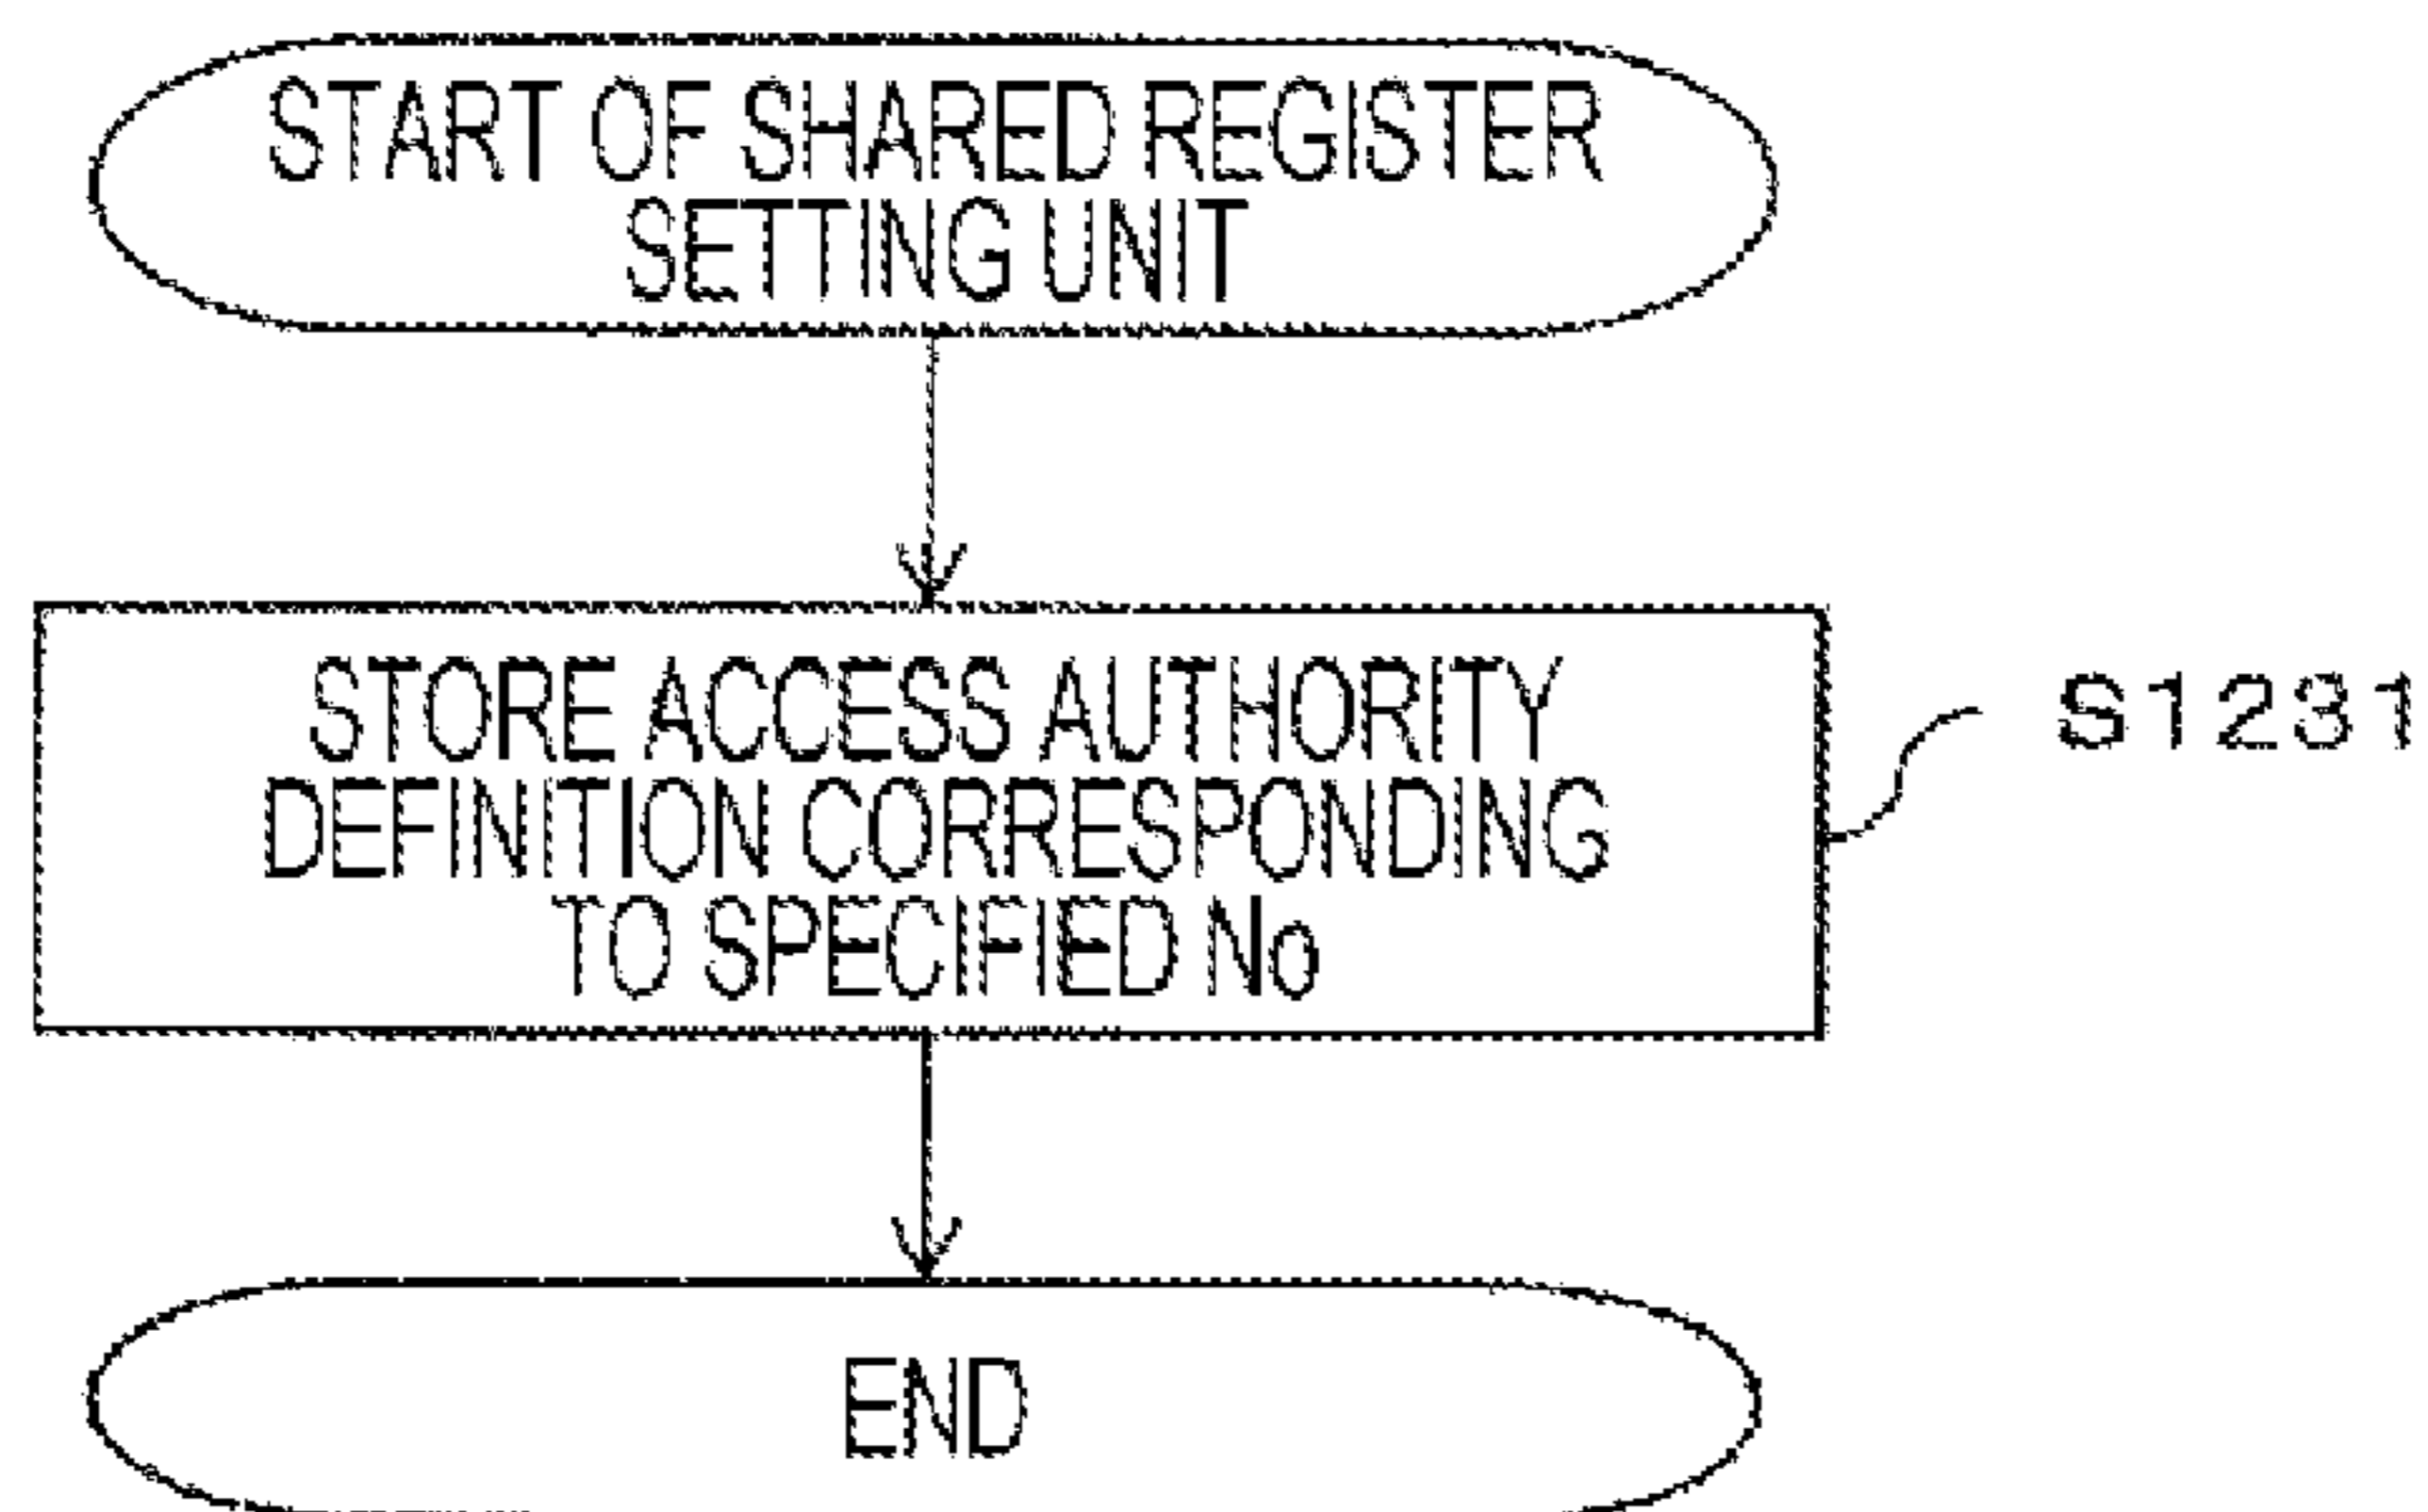 START OF SHARED REGISTER
SETTING UNIT
STORE ACCESS AUTHORITY
DEFINITION CORRESPONDING
TO SPECIFIED No
S1231
END